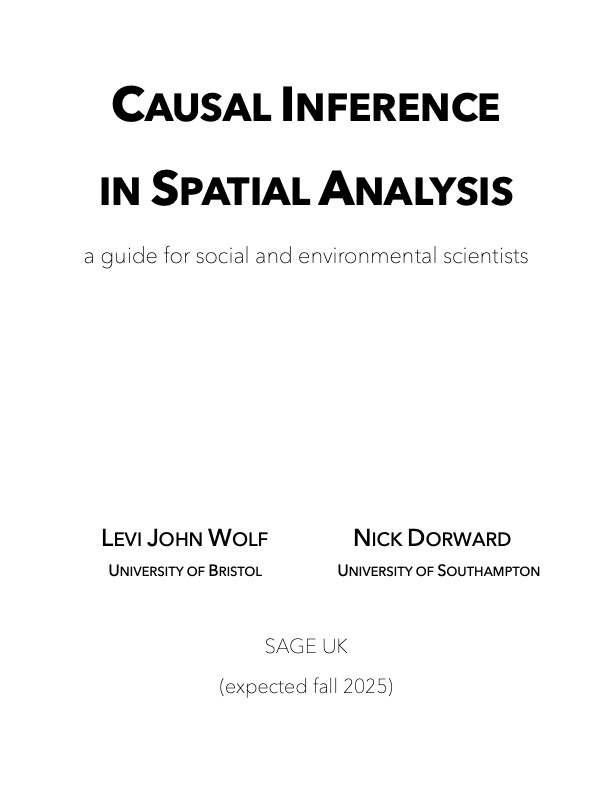 CAUSAL INFERENCE
IN SPATIAL ANALYSIS
a guide for social and environmental scientists
LEVI JOHN WOLF
UNIVERSITY OF BRISTOL
NICK DORWARD
UNIVERSITY OF SOUTHAMPTON
SAGE UK
(expected fall 2025)